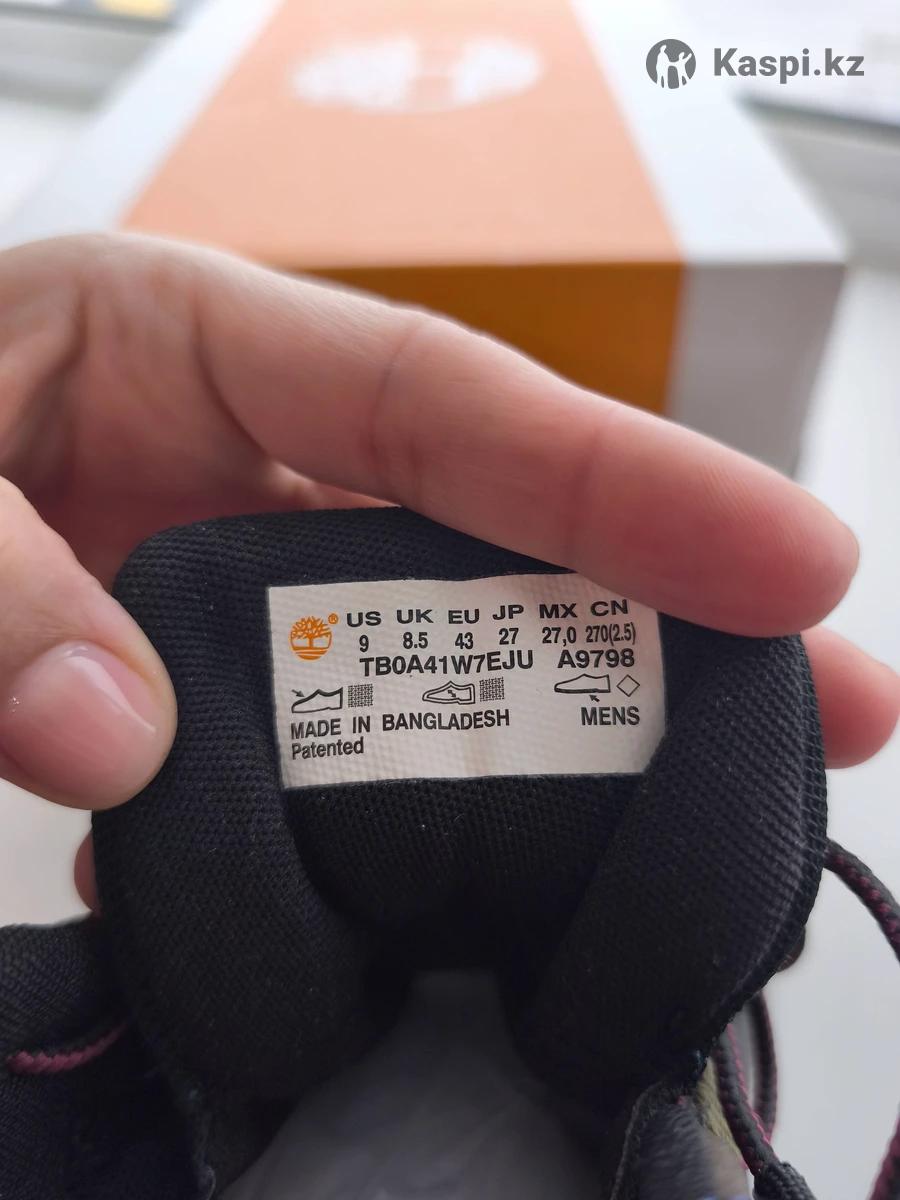 Kaspi.kz
® US UK EU JP MX CN
9 8.5 43 27 27,0 270(2.5)
TB0A41W7EJU A9798
MADE IN BANGLADESH MENS
Patented